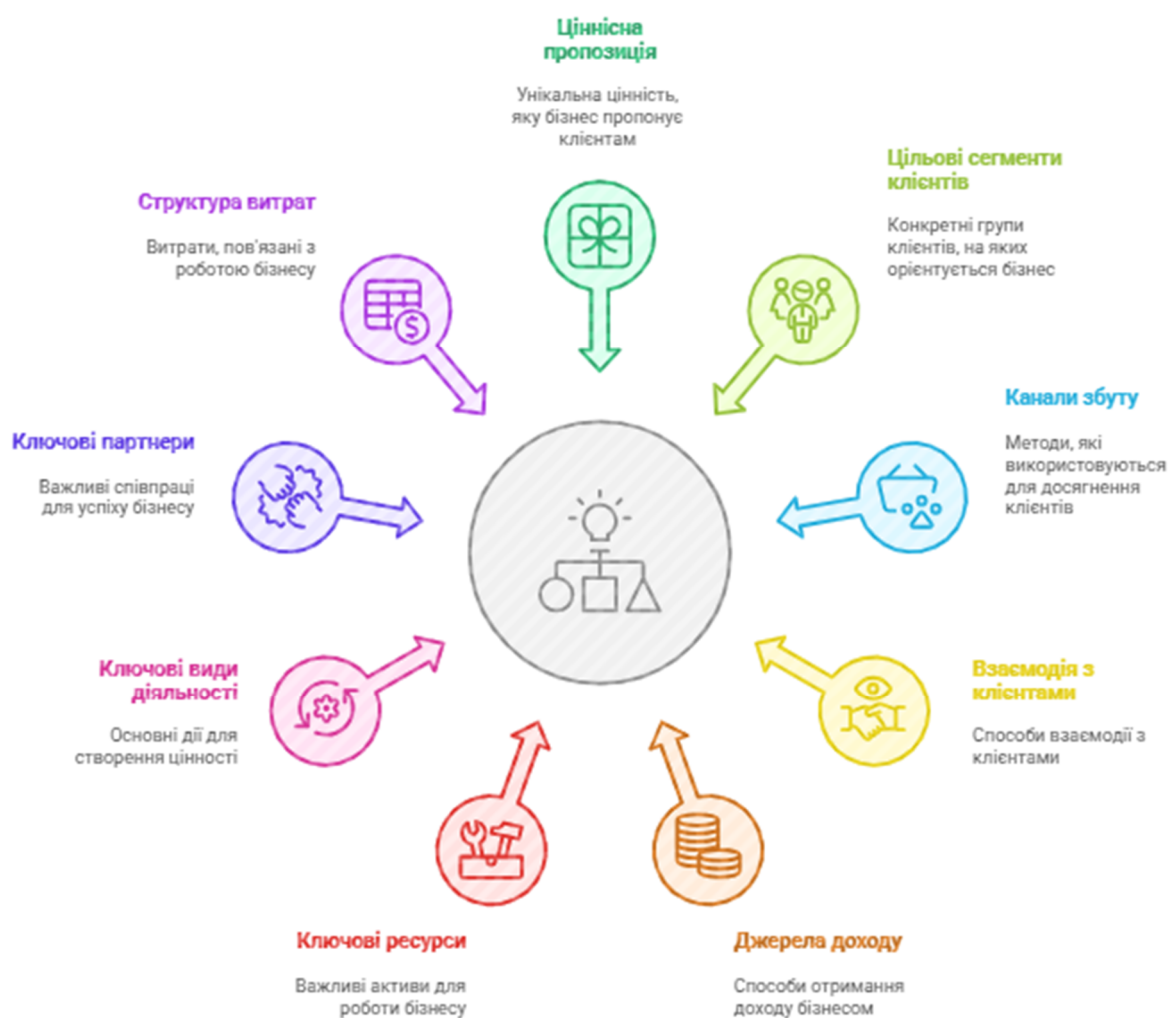 Ціннісна
пропозиція
Унікальна цінність,
яку бізнес пропонує
клієнтам
Цільові сегменти
клієнтів
Конкретні групи
клієнтів, на яких
орієнтується бізнес
Канали збуту
Методи, які
використовуються
для досягнення
клієнтів
Взаємодія з
клієнтами
Способи взаємодії з
клієнтами
Джерела доходу
Способи отримання
доходу бізнесом
Ключові ресурси
Важливі активи для
роботи бізнесу
Ключові види
діяльності
Основні дії для
створення цінності
Ключові партнери
Важливі співпраці
для успіху бізнесу
Структура витрат
Витрати, пов'язані з
роботою бізнесу